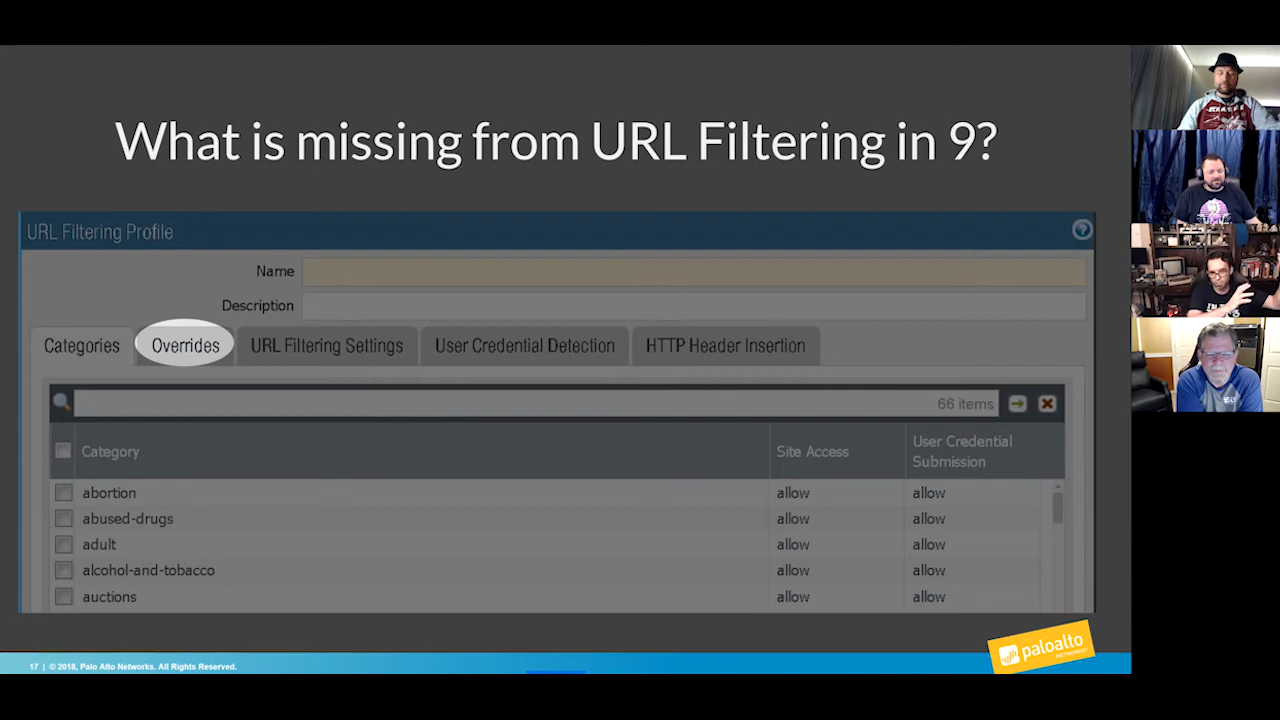 What is missing from URL Filtering in 9?
URL Filtering Profile
Name
Description
Categories Overrides URL Filtering Settings User Credential Detection HTTP Header Insertion
66 items
Category Site Access User Credential Submission
abortion allow allow
abused-drugs allow allow
adult allow allow
alcohol-and-tobacco allow allow
auctions allow allow
17 | © 2018, Palo Alto Networks. All Rights Reserved.
paloalto
NETWORKS